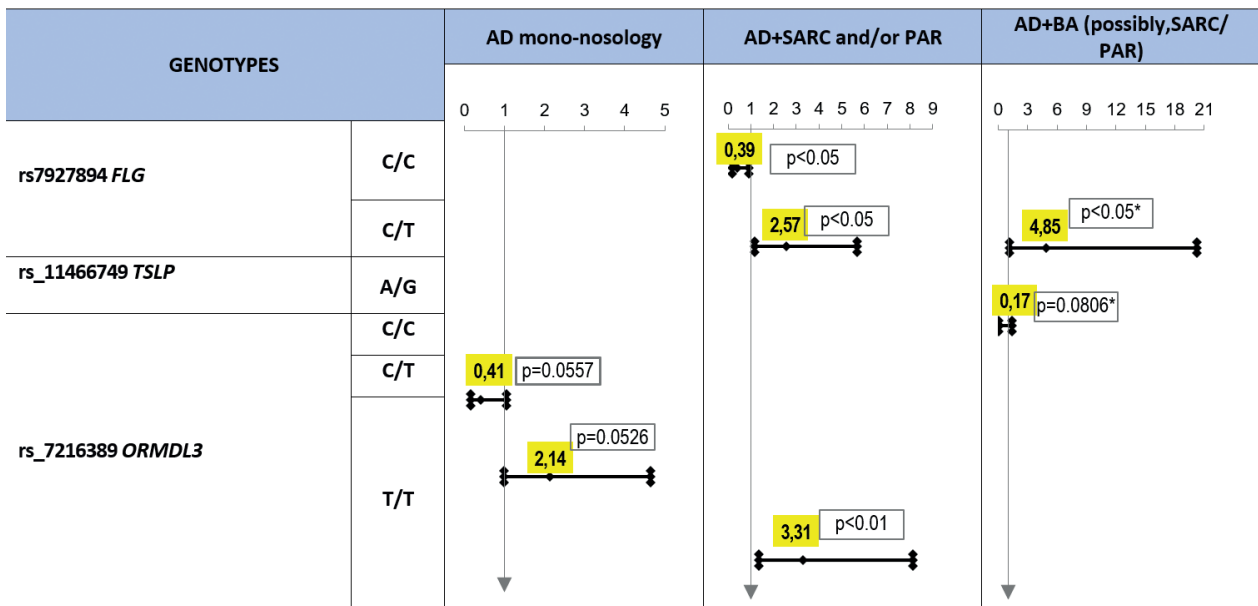 GENOTYPES
AD mono-nosology
AD+SARC and/or PAR
AD+BA (possibly,SARC/
PAR)
0 1 2 3 4 5
0 1 2 3 4 5 6 7 8 9
0 3 6 9 12 15 18 21
rs7927894 FLG
C/C
0,39
p<0.05
C/T
2,57
p<0.05
4,85
p<0.05*
rs_11466749 TSLP
A/G
0,17
p=0.0806*
rs_7216389 ORMDL3
C/C
C/T
0,41
p=0.0557
T/T
2,14
p=0.0526
3,31
p<0.01